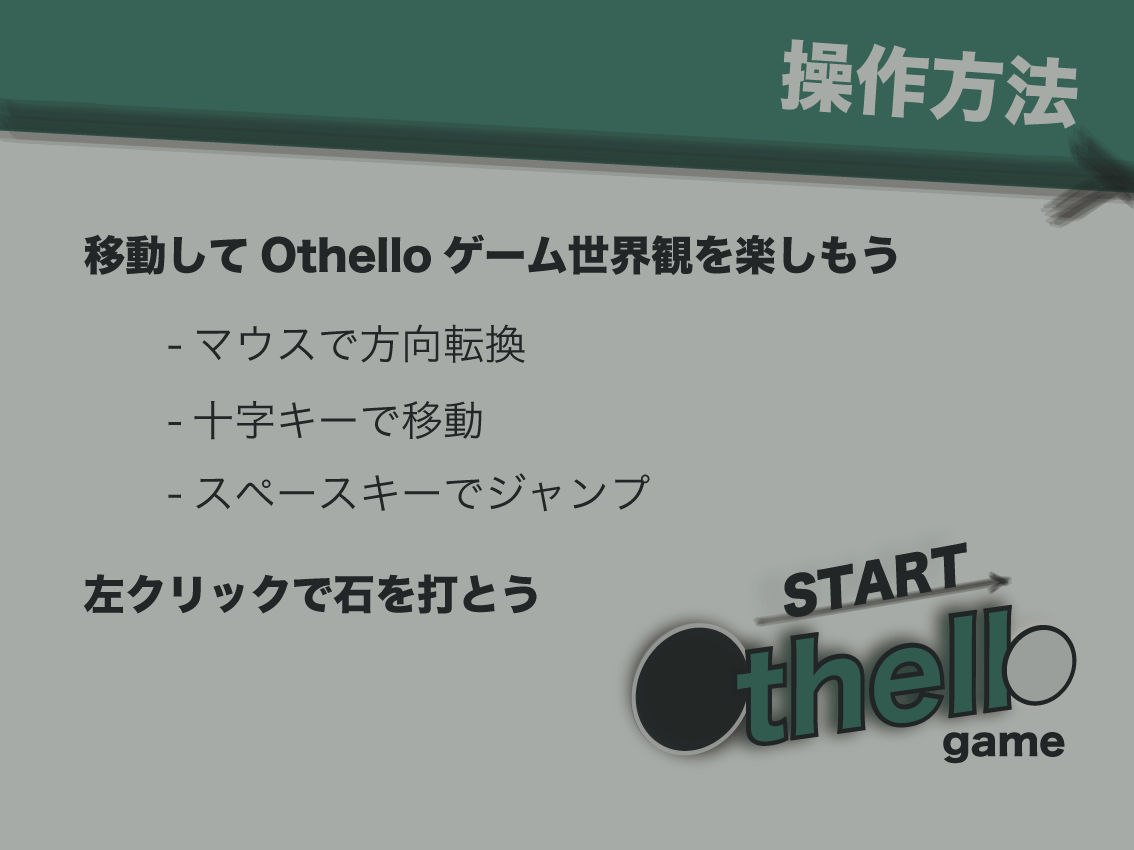 操作方法
移動して Othello ゲーム世界観を楽しもう
- マウスで方向転換
- 十字キーで移動
- スペースキーでジャンプ
左クリックで石を打とう
START
Othello
game